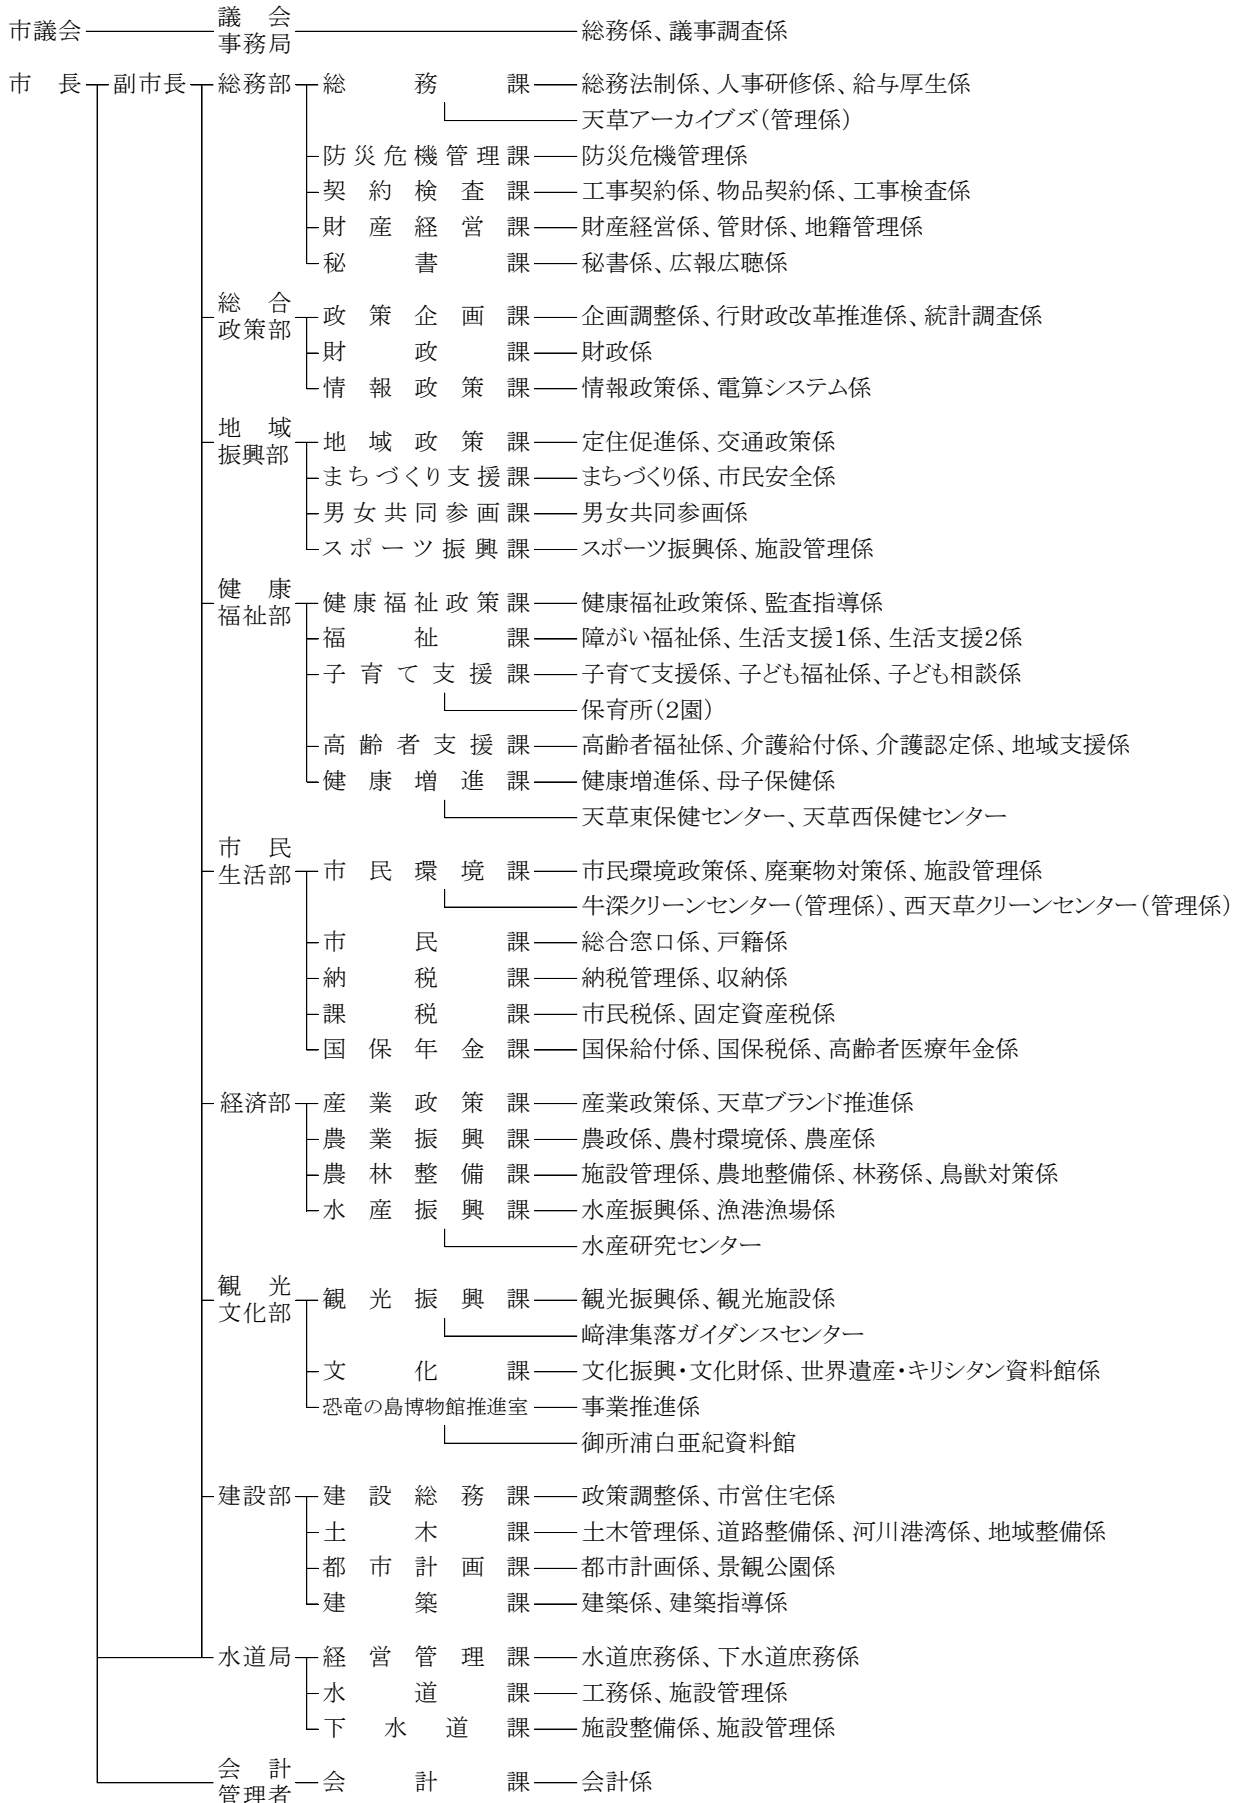 市議会 議会事務局 総務係、議事調査係
市長 副市長 総務部 総務課 総務法制係、人事研修係、給与厚生係
天草アーカイブズ（管理係）
防災危機管理課 防災危機管理係
契約検査課 工事契約係、物品契約係、工事検査係
財産経営課 財産経営係、管財係、地籍管理係
秘書課 秘書係、広報広聴係
総合政策部 政策企画課 企画調整係、行財政改革推進係、統計調査係
財政課 財政係
情報政策課 情報政策係、電算システム係
地域振興部 地域政策課 定住促進係、交通政策係
まちづくり支援課 まちづくり係、市民安全係
男女共同参画課 男女共同参画係
スポーツ振興課 スポーツ振興係、施設管理係
健康福祉部 健康福祉政策課 健康福祉政策係、監査指導係
福祉課 障がい福祉係、生活支援1係、生活支援2係
子育て支援課 子育て支援係、子ども福祉係、子ども相談係
保育所（2園）
高齢者支援課 高齢者福祉係、介護給付係、介護認定係、地域支援係
健康増進課 健康増進係、母子保健係
天草東保健センター、天草西保健センター
市民生活部 市民環境課 市民環境政策係、廃棄物対策係、施設管理係
牛深クリーンセンター（管理係）、西天草クリーンセンター（管理係）
市民課 総合窓口係、戸籍係
納税課 納税管理係、収納係
課税課 市民税係、固定資産税係
国保年金課 国保給付係、国保税係、高齢者医療年金係
経済部 産業政策課 産業政策係、天草ブランド推進係
農業振興課 農政係、農村環境係、農産係
農林整備課 施設管理係、農地整備係、林務係、鳥獣対策係
水産振興課 水産振興係、漁港漁場係
水産研究センター
観光文化部 観光振興課 観光振興係、観光施設係
﨑津集落ガイダンスセンター
文化課 文化振興・文化財係、世界遺産・キリシタン資料館係
恐竜の島博物館推進室 事業推進係
御所浦白亜紀資料館
建設部 建設総務課 政策調整係、市営住宅係
土木課 土木管理係、道路整備係、河川港湾係、地域整備係
都市計画課 都市計画係、景観公園係
建築課 建築係、建築指導係
水道局 経営管理課 水道庶務係、下水道庶務係
水道課 工務係、施設管理係
下水道課 施設整備係、施設管理係
会計管理者 会計課 会計係